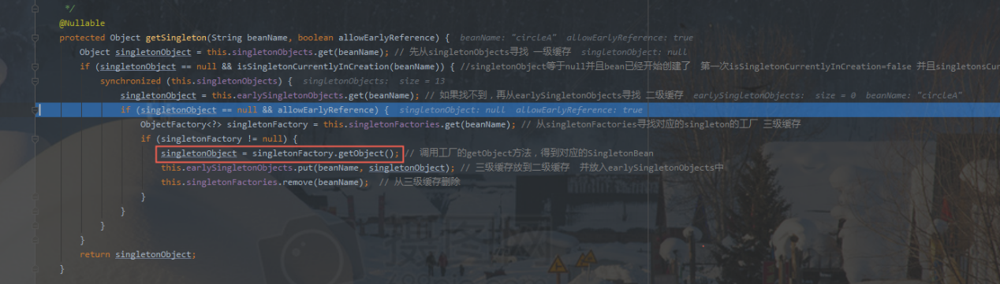 */
@Nullable
protected Object getSingleton(String beanName, boolean allowEarlyReference) { beanName: "circleA" allowEarlyReference: true
Object singletonObject = this.singletonObjects.get(beanName); // 先从singletonObjects寻找 一级缓存 singletonObject: null
if (singletonObject == null && isSingletonCurrentlyInCreation(beanName)) { //singletonObject等于null并且bean已经开始创建了 第一次isSingletonCurrentlyInCreation=false 并且singletonsCur
synchronized (this.singletonObjects) { singletonObjects: size = 13
singletonObject = this.earlySingletonObjects.get(beanName); // 如果找不到，再从earlySingletonObjects寻找 二级缓存 earlySingletonObjects: size = 0 beanName: "circleA"
if (singletonObject == null && allowEarlyReference) { singletonObject: null allowEarlyReference: true
ObjectFactory<?> singletonFactory = this.singletonFactories.get(beanName); // 从singletonFactories寻找对应的singleton的工厂 三级缓存
if (singletonFactory != null) {
singletonObject = singletonFactory.getObject(); // 调用工厂的getObject方法，得到对应的SingletonBean
this.earlySingletonObjects.put(beanName, singletonObject); // 三级缓存放到二级缓存 并放入earlySingletonObjects中
this.singletonFactories.remove(beanName); // 从三级缓存删除
}
}
}
}
return singletonObject;
}
搜图网